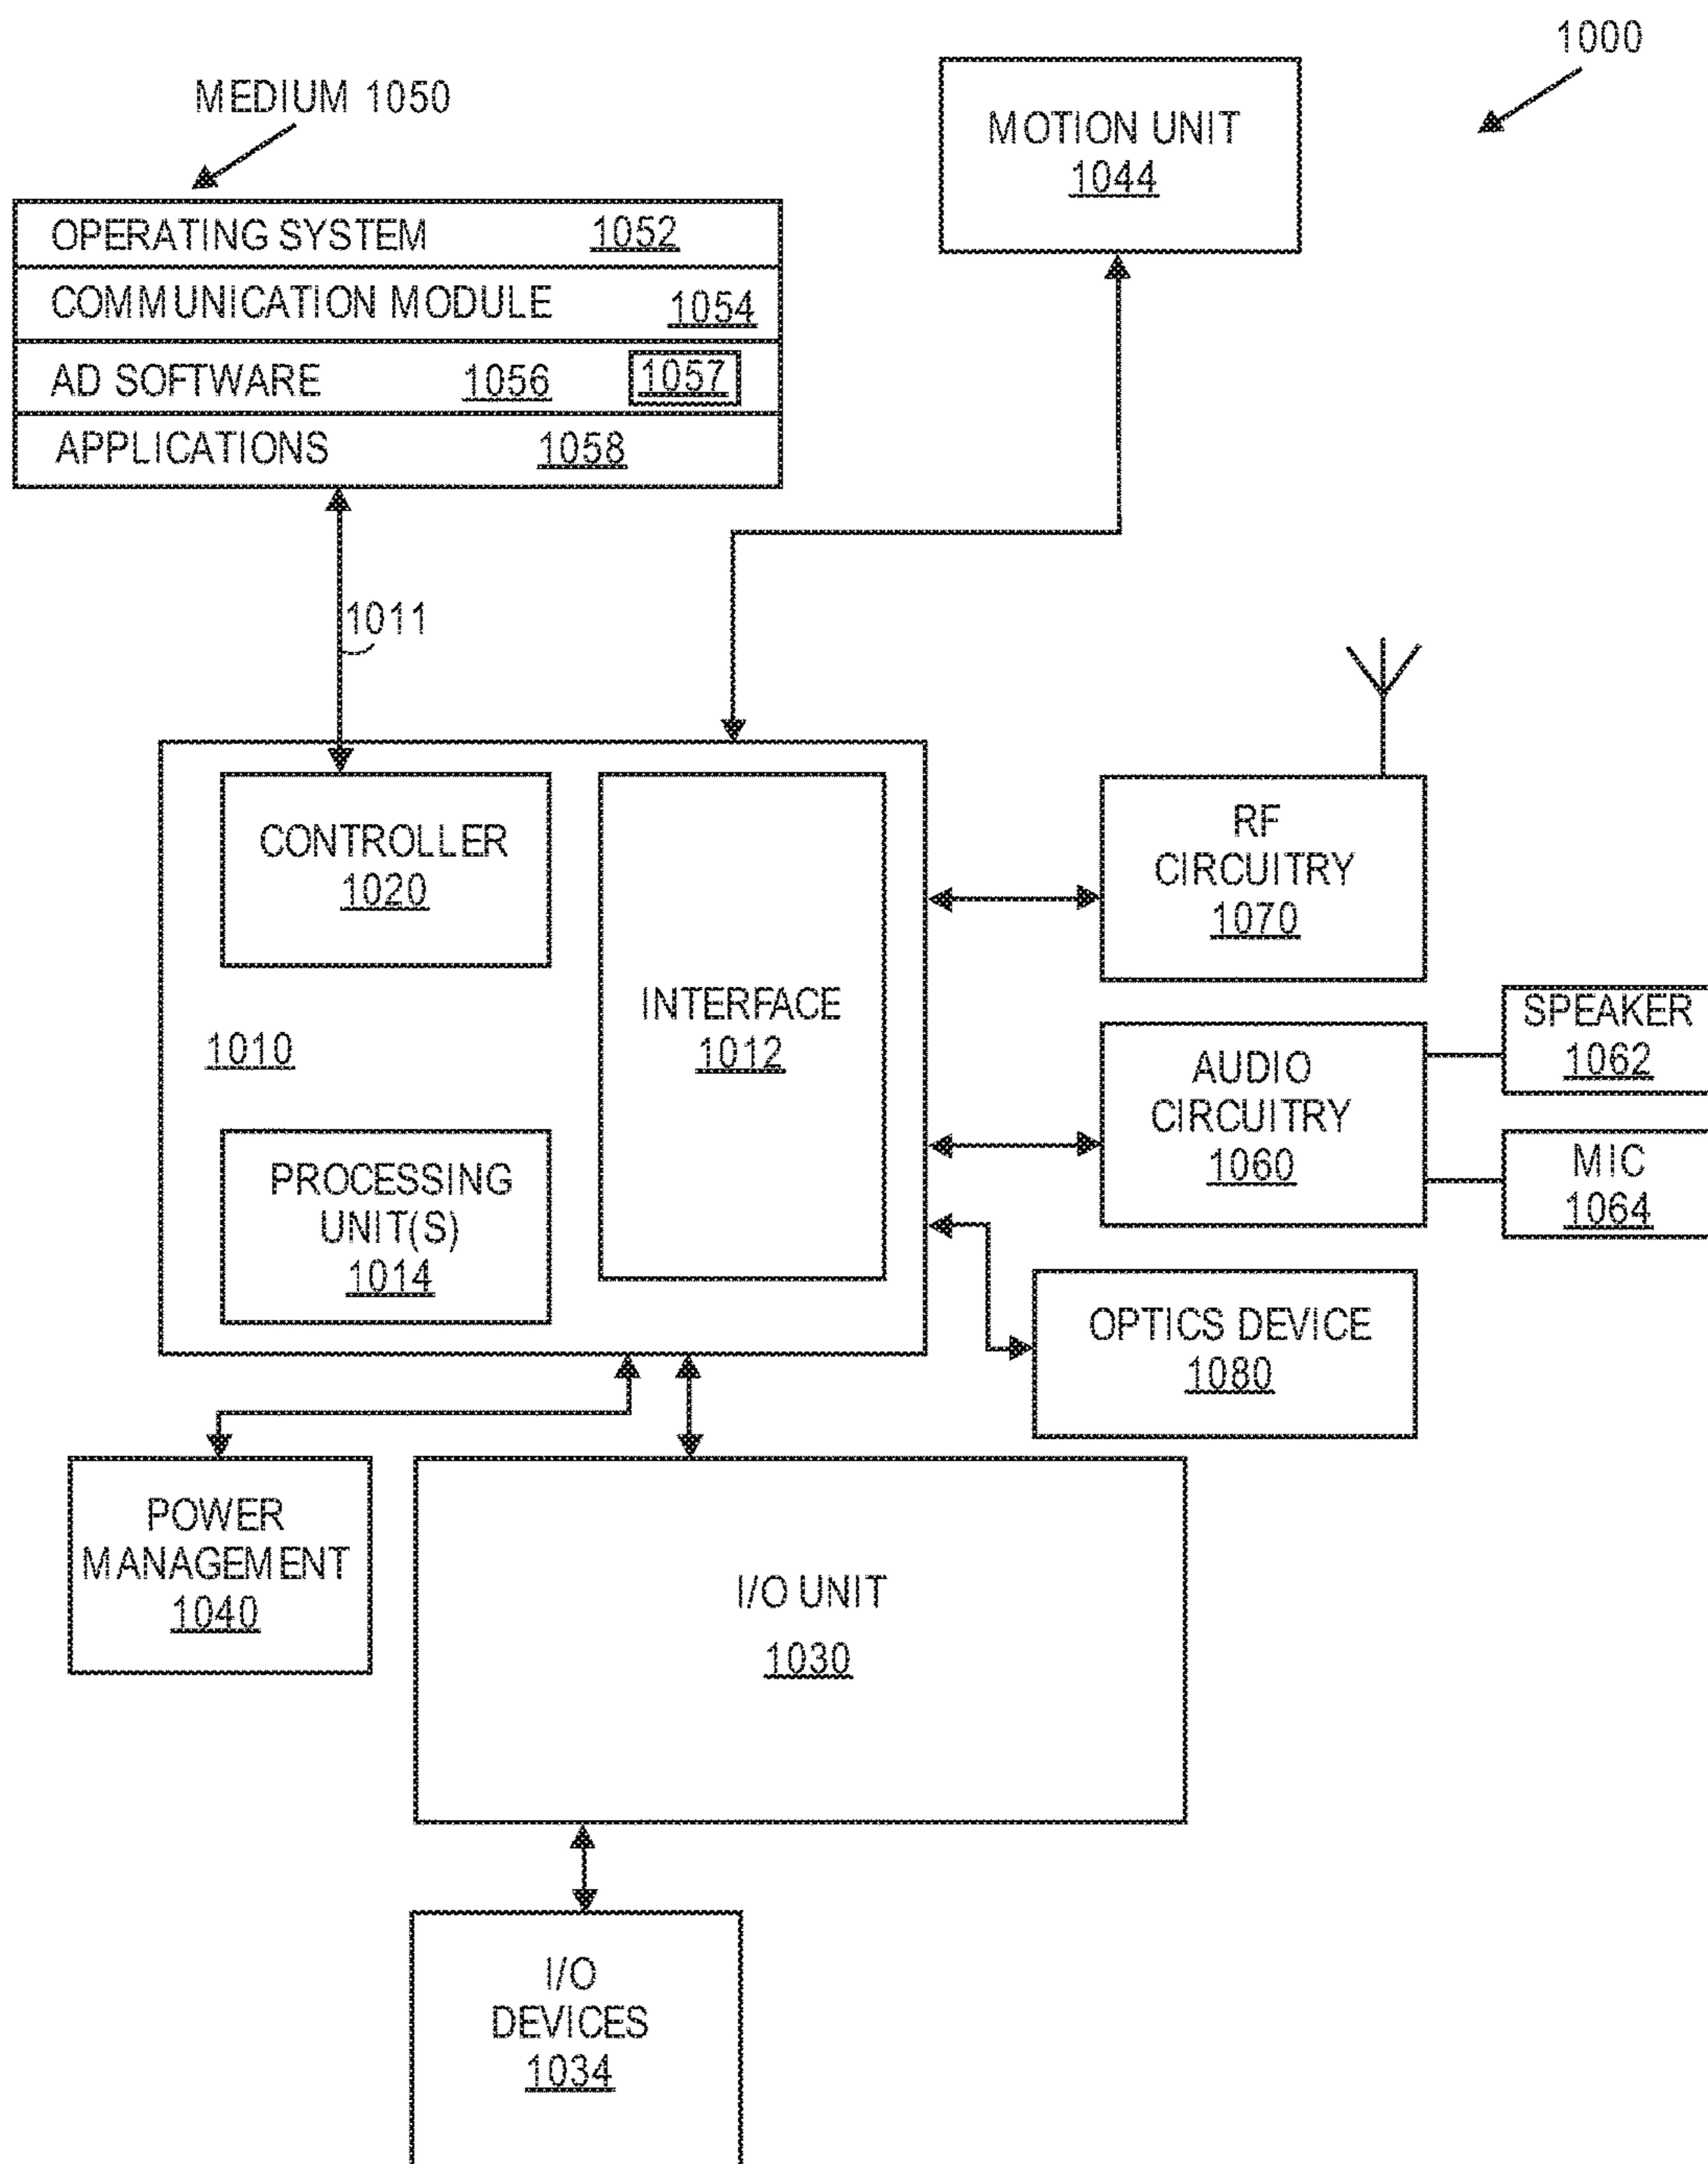 1000
MEDIUM 1050
MOTION UNIT
1044
OPERATING SYSTEM 1052
COMMUNICATION MODULE 1054
AD SOFTWARE 1056 1057
APPLICATIONS 1058
1011
CONTROLLER
1020
INTERFACE
1012
1010
PROCESSING
UNIT(S)
1014
RF
CIRCUITRY
1070
AUDIO
CIRCUITRY
1060
SPEAKER
1062
MIC
1064
OPTICS DEVICE
1080
POWER
MANAGEMENT
1040
I/O UNIT
1030
I/O
DEVICES
1034